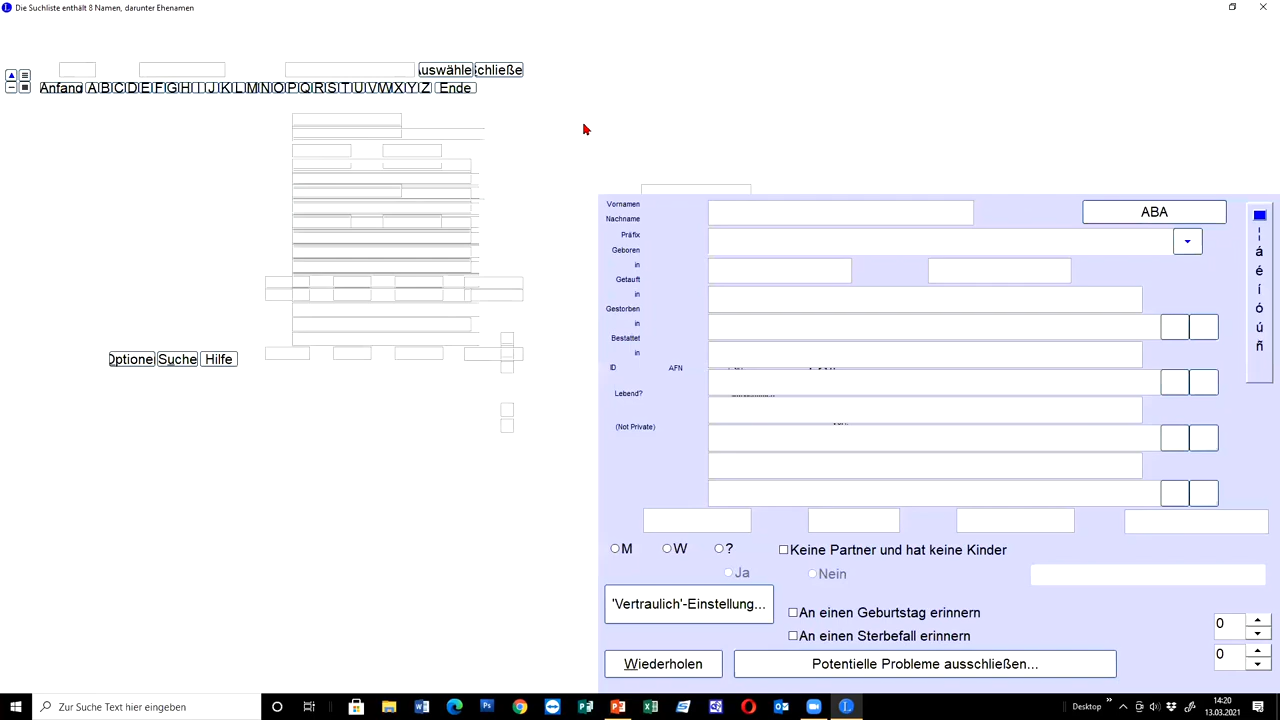 Die Suchliste enthält 8 Namen, darunter Ehenamen
Auswähle
chließe
Anfang A B C D E F G H I J K L M N O P Q R S T U V W X Y Z Ende
Optione Suche Hilfe
Vornamen
ABA
Nachname
Präfix
Geboren
in
Getauft
in
Gestorben
in
Bestattet
in
ID AFN
Lebend?
(Not Private)
á
é
í
ó
ú
ñ
M W ? Keine Partner und hat keine Kinder
Ja Nein
'Vertraulich'-Einstellung...
An einen Geburtstag erinnern 0
An einen Sterbefall erinnern 0
Wiederholen Potentielle Probleme ausschließen...
Zur Suche Text hier eingeben
Desktop
14:20
13.03.2021